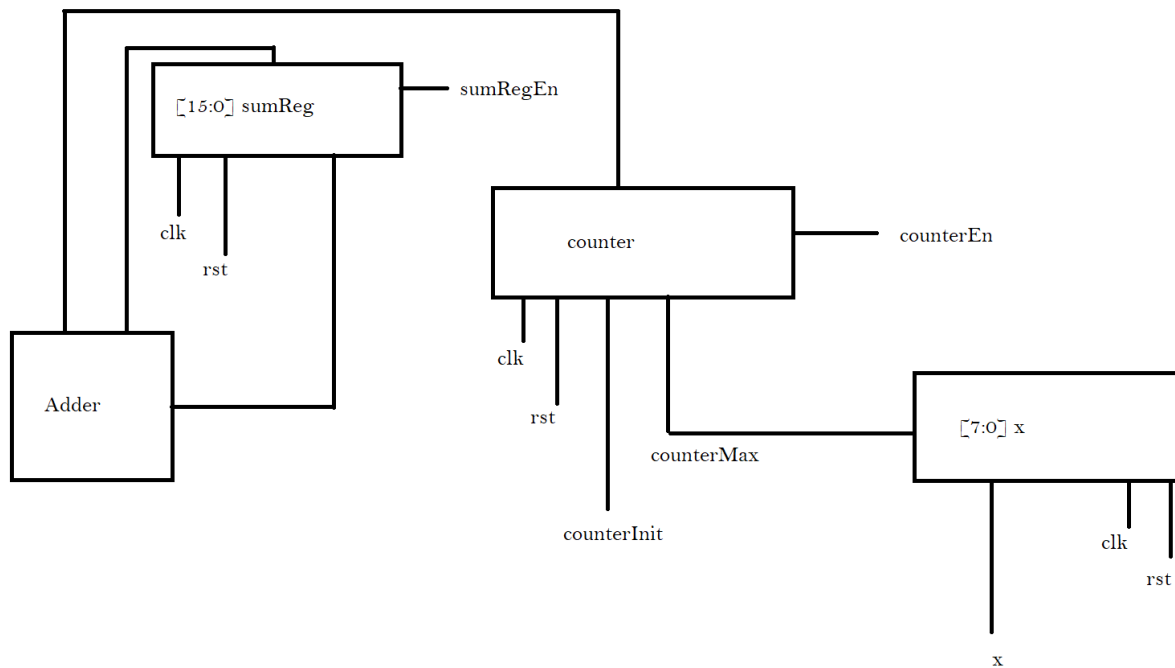 sumRegEn
[15:0] sumReg
clk
rst
counter
counterEn
clk
rst
Adder
[7:0] x
counterMax
counterInit
clk
rst
x